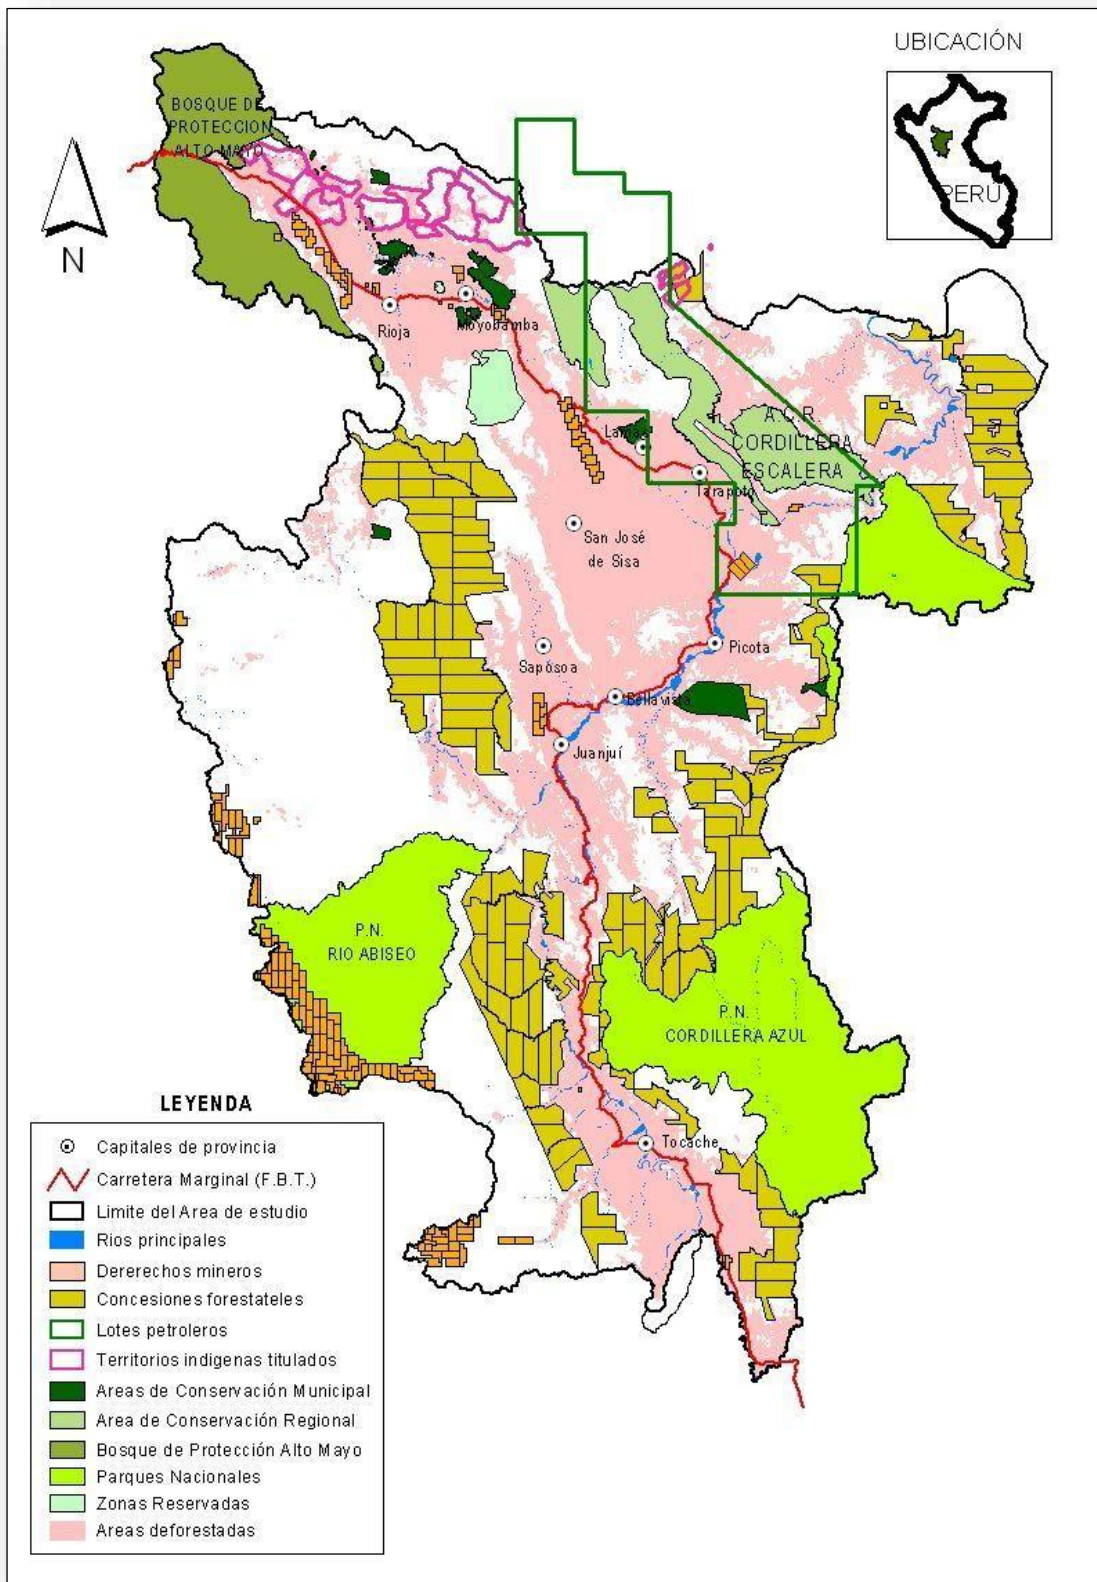 UBICACIÓN
PERÚ
N
BOSQUE DE
PROTECCION
ALTO MAYO
Rioja
Moyobamba
Lamas
Tarapoto
A.C.R.
CORDILLERA
ESCALERA
San José
de Sisa
Sapósoa
Picota
Bellavista
Juanjuí
P.N.
RIO ABISEO
P.N.
CORDILLERA AZUL
Tocache
LEYENDA
Capitales de provincia
Carretera Marginal (F.B.T.)
Limite del Area de estudio
Rios principales
Dererechos mineros
Concesiones forestateles
Lotes petroleros
Territorios indigenas titulados
Areas de Conservación Municipal
Area de Conservación Regional
Bosque de Protección Alto Mayo
Parques Nacionales
Zonas Reservadas
Areas deforestadas